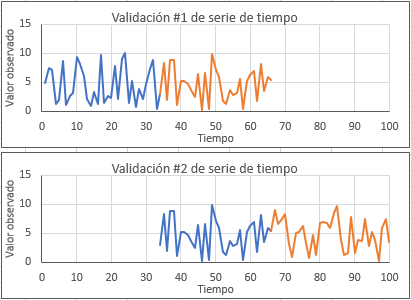 Validación #1 de serie de tiempo
Valor observado
15
10
5
0
0 10 20 30 40 50 60 70 80 90 100
Tiempo
Validación #2 de serie de tiempo
Valor observado
15
10
5
0
0 10 20 30 40 50 60 70 80 90 100
Tiempo